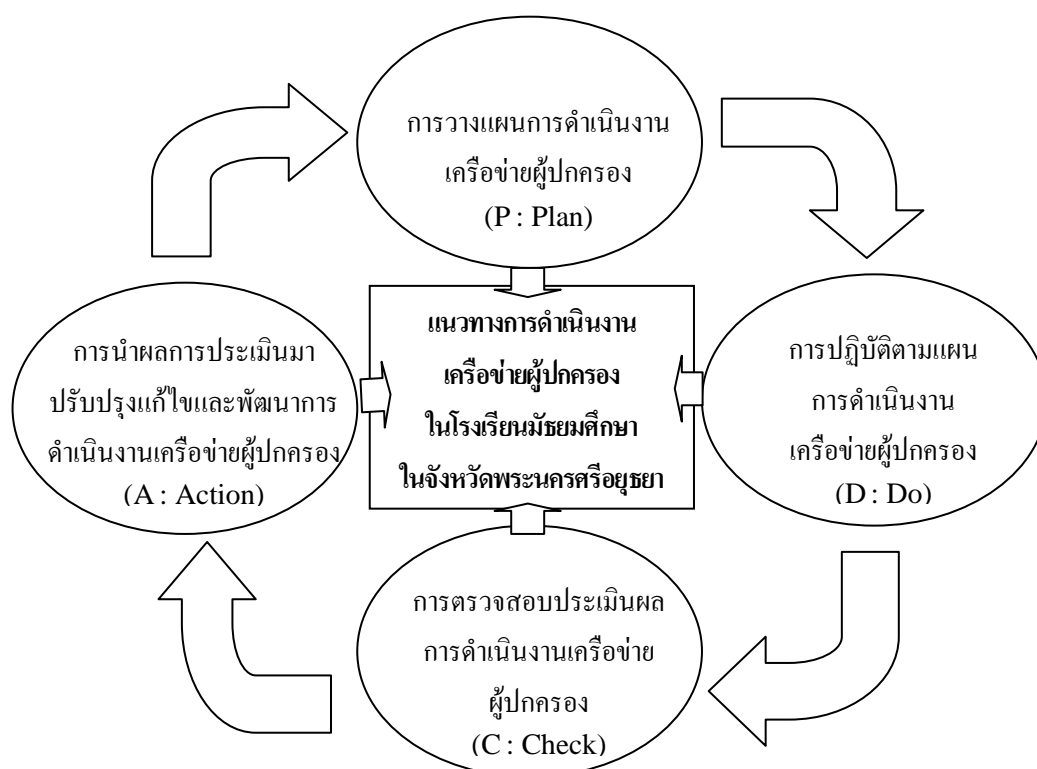 การวางแผนการดำเนินงาน
เครือข่ายผู้ปกครอง
(P : Plan)
แนวทางการดำเนินงาน
เครือข่ายผู้ปกครอง
ในโรงเรียนมัธยมศึกษา
ในจังหวัดพระนครศรีอยุธยา
การนำผลการประเมินมา
ปรับปรุงแก้ไขและพัฒนาการ
ดำเนินงานเครือข่ายผู้ปกครอง
(A : Action)
การปฏิบัติตามแผน
การดำเนินงาน
เครือข่ายผู้ปกครอง
(D : Do)
การตรวจสอบประเมินผล
การดำเนินงานเครือข่าย
ผู้ปกครอง
(C : Check)